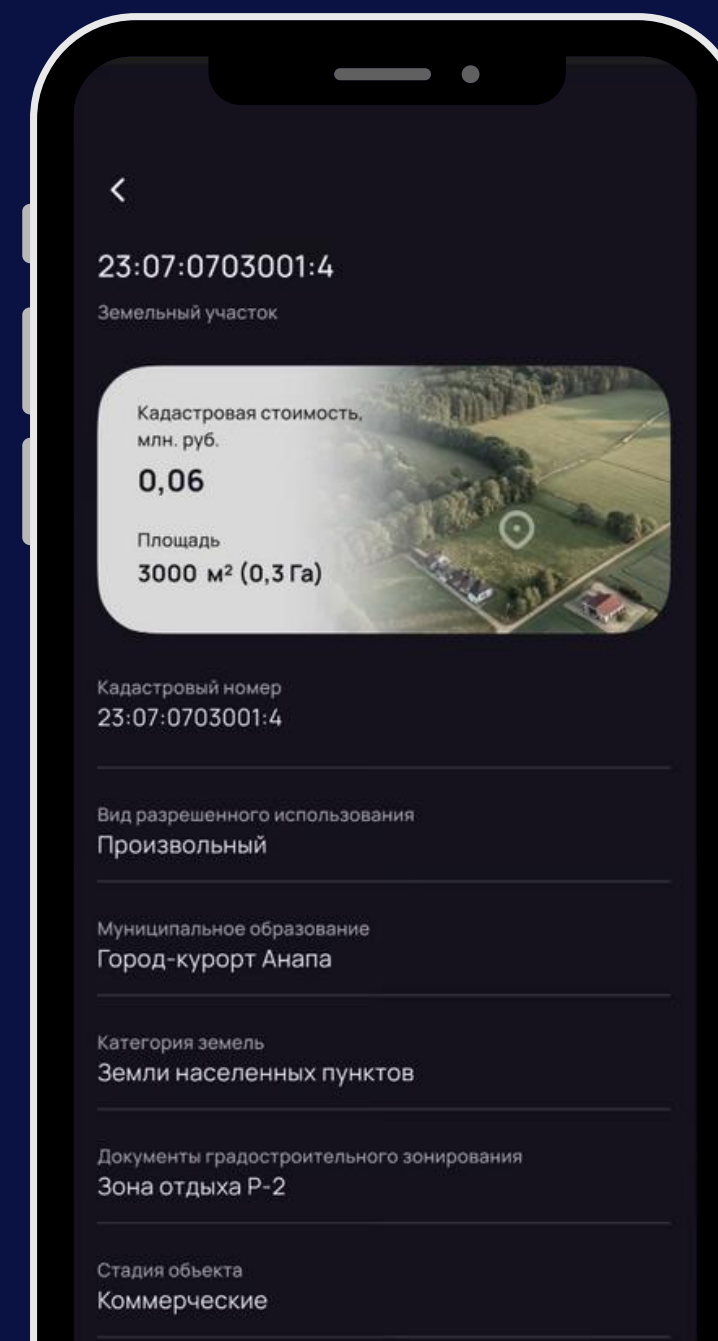 23:07:0703001:4
Земельный участок
Кадастровая стоимость,
млн. руб.
0,06
Площадь
3000 м² (0,3 Га)
Кадастровый номер
23:07:0703001:4
Вид разрешенного использования
Произвольный
Муниципальное образование
Город-курорт Анапа
Категория земель
Земли населенных пунктов
Документы градостроительного зонирования
Зона отдыха Р-2
Стадия объекта
Коммерческие